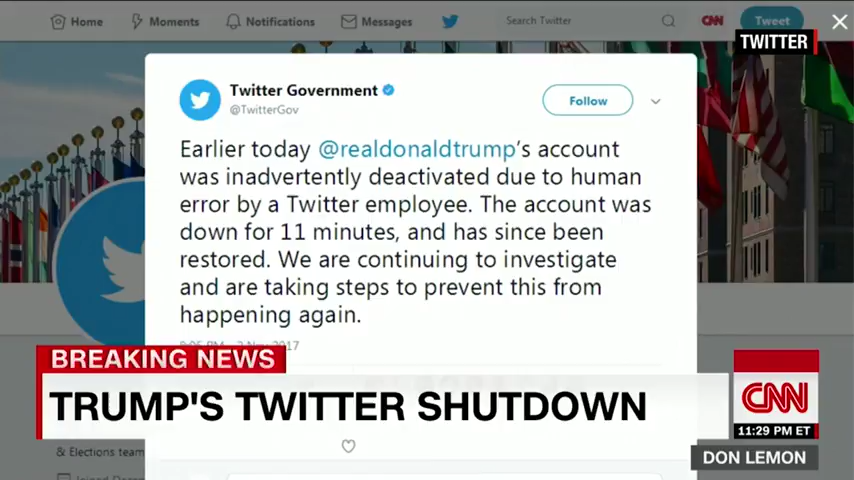 Home Moments Notifications Messages Search Twitter CNN Tweet
TWITTER
Twitter Government
@TwitterGov
Follow
Earlier today @realdonaldtrump's account
was inadvertently deactivated due to human
error by a Twitter employee. The account was
down for 11 minutes, and has since been
restored. We are continuing to investigate
and are taking steps to prevent this from
happening again.
2017
BREAKING NEWS
TRUMP'S TWITTER SHUTDOWN
CNN
11:29 PM ET
& Elections team
DON LEMON